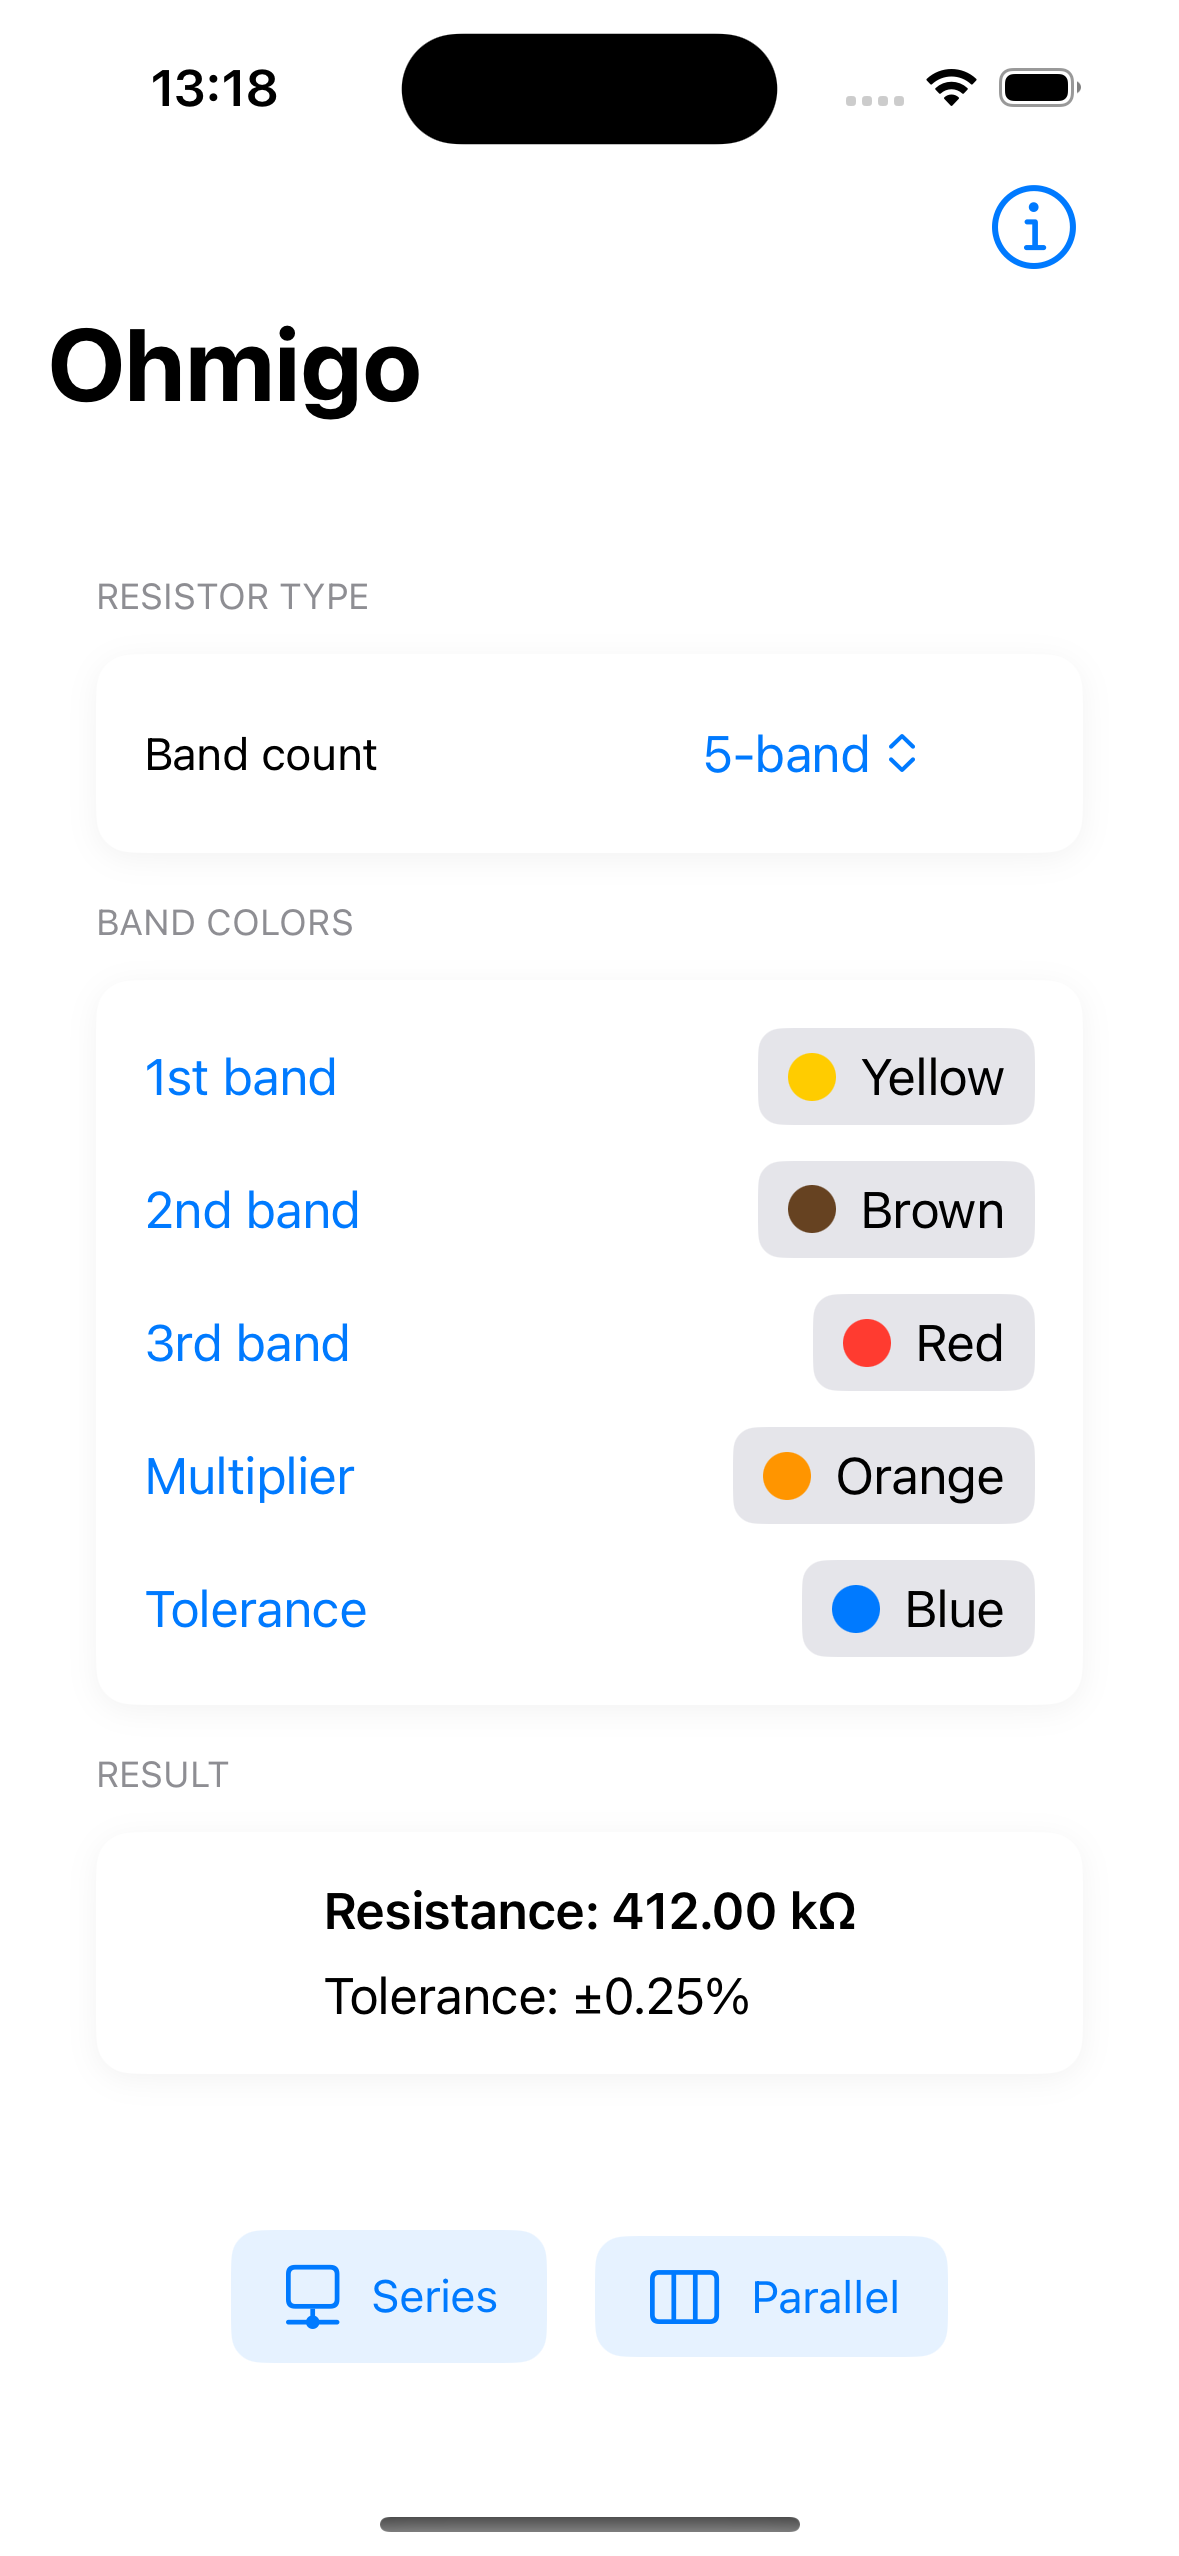 13:18
Ohmigo
RESISTOR TYPE
Band count 5-band
BAND COLORS
1st band Yellow
2nd band Brown
3rd band Red
Multiplier Orange
Tolerance Blue
RESULT
Resistance: 412.00 kΩ
Tolerance: ±0.25%
Series Parallel